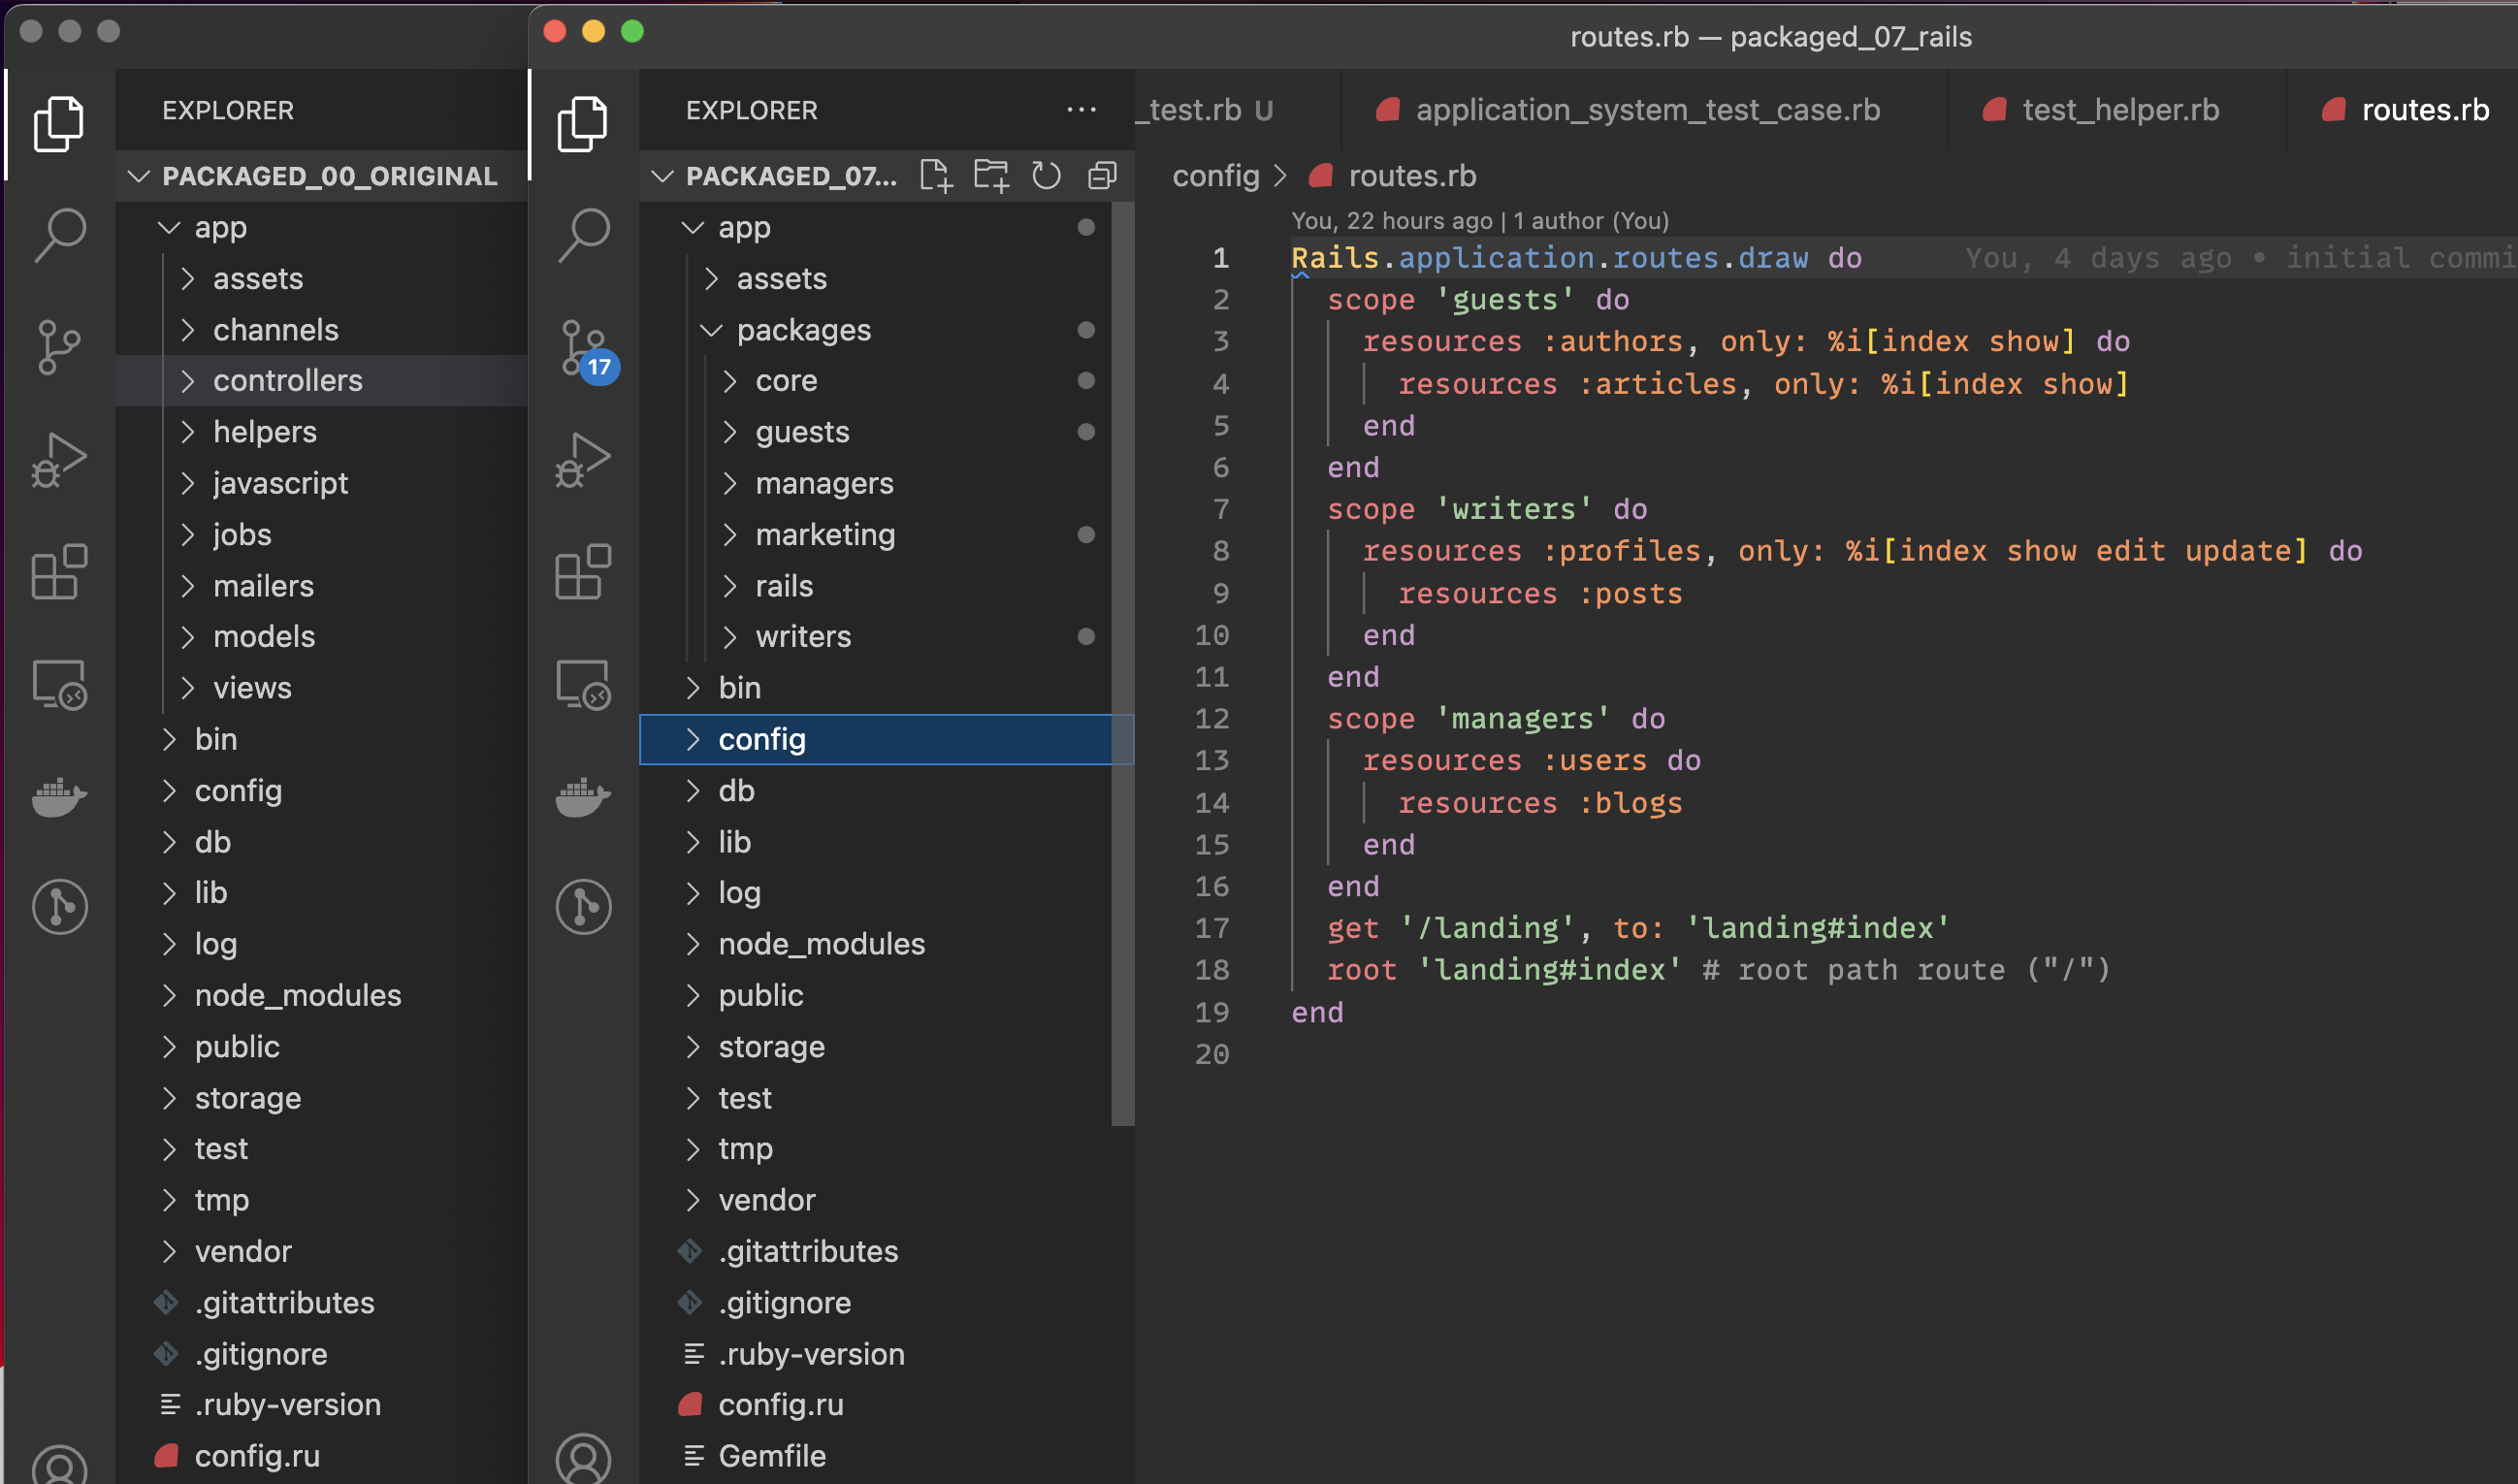 routes.rb — packaged_07_rails
EXPLORER
PACKAGED_00_ORIGINAL
app
assets
channels
controllers
helpers
javascript
jobs
mailers
models
views
bin
config
db
lib
log
node_modules
public
storage
test
tmp
vendor
.gitattributes
.gitignore
.ruby-version
config.ru
17
EXPLORER
PACKAGED_07...
app
assets
packages
core
guests
managers
marketing
rails
writers
bin
config
db
lib
log
node_modules
public
storage
test
tmp
vendor
.gitattributes
.gitignore
.ruby-version
config.ru
Gemfile
_test.rb U application_system_test_case.rb test_helper.rb routes.rb
config > routes.rb
You, 22 hours ago | 1 author (You)
1 Rails.application.routes.draw do You, 4 days ago • initial commi
2 scope 'guests' do
3 resources :authors, only: %i[index show] do
4 resources :articles, only: %i[index show]
5 end
6 end
7 scope 'writers' do
8 resources :profiles, only: %i[index show edit update] do
9 resources :posts
10 end
11 end
12 scope 'managers' do
13 resources :users do
14 resources :blogs
15 end
16 end
17 get '/landing', to: 'landing#index'
18 root 'landing#index' # root path route ("/")
19 end
20